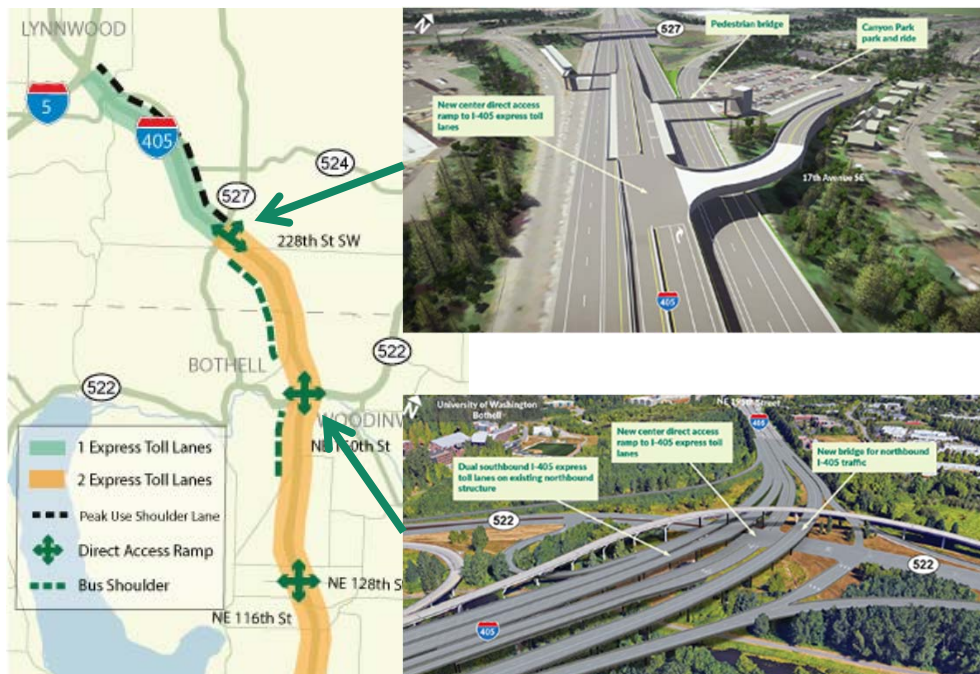 LYNNWOOD
5
405
524
527
228th St SW
BOTHELL
522
522
NE 128th S
NE 116th St
1 Express Toll Lanes
2 Express Toll Lanes
Peak Use Shoulder Lane
Direct Access Ramp
Bus Shoulder
527
Pedestrian bridge
Canyon Park
park and ride
New center direct access
ramp to I-405 express toll
lanes
17th Avenue SE
405
University of Washington
Bothell
NE 195th Street
405
New center direct access
ramp to I-405 express toll
lanes
New bridge for northbound
I-405 traffic
Dual southbound I-405 express
toll lanes on existing northbound
structure
522
522
405